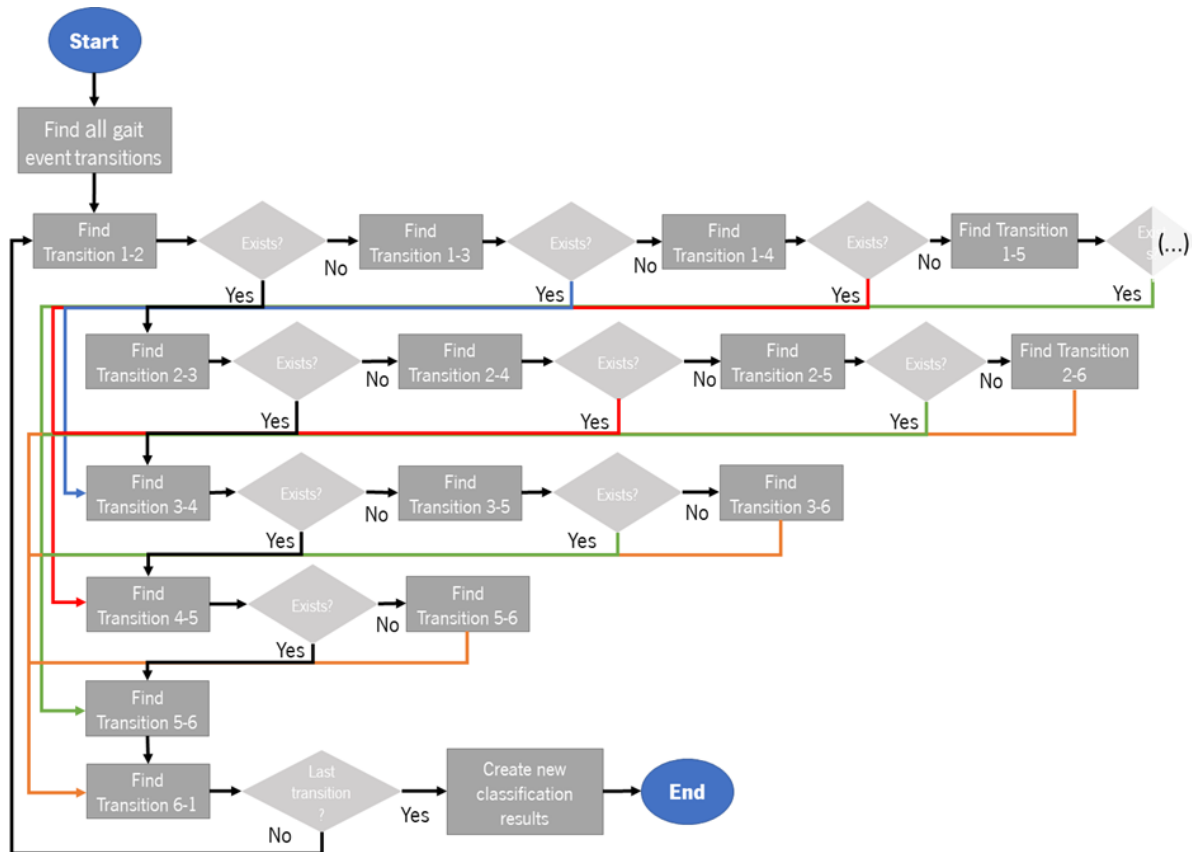 Start
Find all gait
event transitions
Find
Transition 1-2
Exists?
No
Find
Transition 1-3
Exists?
No
Find
Transition 1-4
Exists?
No
Find Transition
1-5
(...)
Yes
Yes
Yes
Yes
Find
Transition 2-3
Exists?
No
Find
Transition 2-4
Exists?
No
Find
Transition 2-5
Exists?
No
Find Transition
2-6
Yes
Yes
Yes
Find
Transition 3-4
Exists?
No
Find
Transition 3-5
Exists?
No
Find
Transition 3-6
Yes
Yes
Find
Transition 4-5
Exists?
No
Find
Transition 5-6
Yes
Find
Transition 5-6
Find
Transition 6-1
Last
transition
?
Yes
Create new
classification
results
End
No